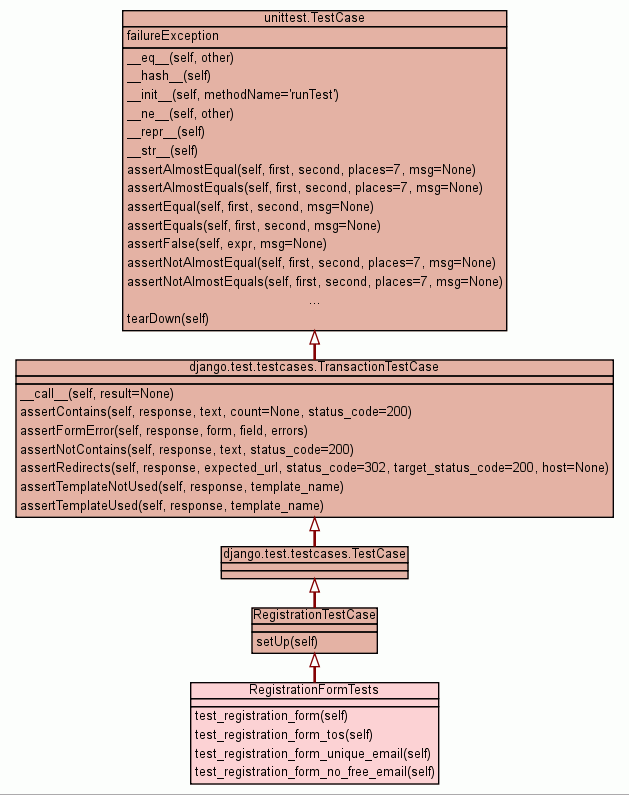 unittest.TestCase
failureException
__eq__(self, other)
__hash__(self)
__init__(self, methodName='runTest')
__ne__(self, other)
__repr__(self)
__str__(self)
assertAlmostEqual(self, first, second, places=7, msg=None)
assertAlmostEquals(self, first, second, places=7, msg=None)
assertEqual(self, first, second, msg=None)
assertEquals(self, first, second, msg=None)
assertFalse(self, expr, msg=None)
assertNotAlmostEqual(self, first, second, places=7, msg=None)
assertNotAlmostEquals(self, first, second, places=7, msg=None)
...
tearDown(self)
django.test.testcases.TransactionTestCase
__call__(self, result=None)
assertContains(self, response, text, count=None, status_code=200)
assertFormError(self, response, form, field, errors)
assertNotContains(self, response, text, status_code=200)
assertRedirects(self, response, expected_url, status_code=302, target_status_code=200, host=None)
assertTemplateNotUsed(self, response, template_name)
assertTemplateUsed(self, response, template_name)
django.test.testcases.TestCase
RegistrationTestCase
setUp(self)
RegistrationFormTests
test_registration_form(self)
test_registration_form_tos(self)
test_registration_form_unique_email(self)
test_registration_form_no_free_email(self)